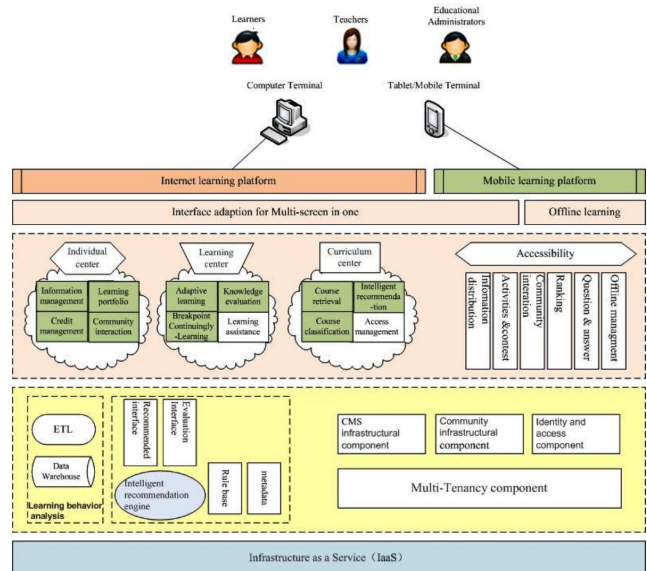 Learners
Teachers
Educational
Administrators
Computer Terminal
Tablet/Mobile Terminal
Internet learning platform
Mobile learning platform
Interface adaption for Multi-screen in one
Offline learning
Individual
center
Learning
center
Curriculum
center
Accessibility
Information
management
Learning
portfolio
Credit
management
Community
interaction
Adaptive
learning
Knowledge
evaluation
Breakpoint
Continuingly
-Learning
Learning
assistance
Course
retrieval
Intelligent
recommenda
-tion
Course
classification
Access
management
Infomation
distribution
Activities &contest
Community
interation
Ranking
Question & answer
Offline managment
ETL
Data
Warehouse
Learning behavior
analysis
Recommended
interface
Evaluation
Interface
Intelligent
recommendation
engine
Rule base
metadata
CMS
infrastructural
component
Community
infrastructural
component
Identity and
access
component
Multi-Tenancy component
Infrastructure as a Service（IaaS）